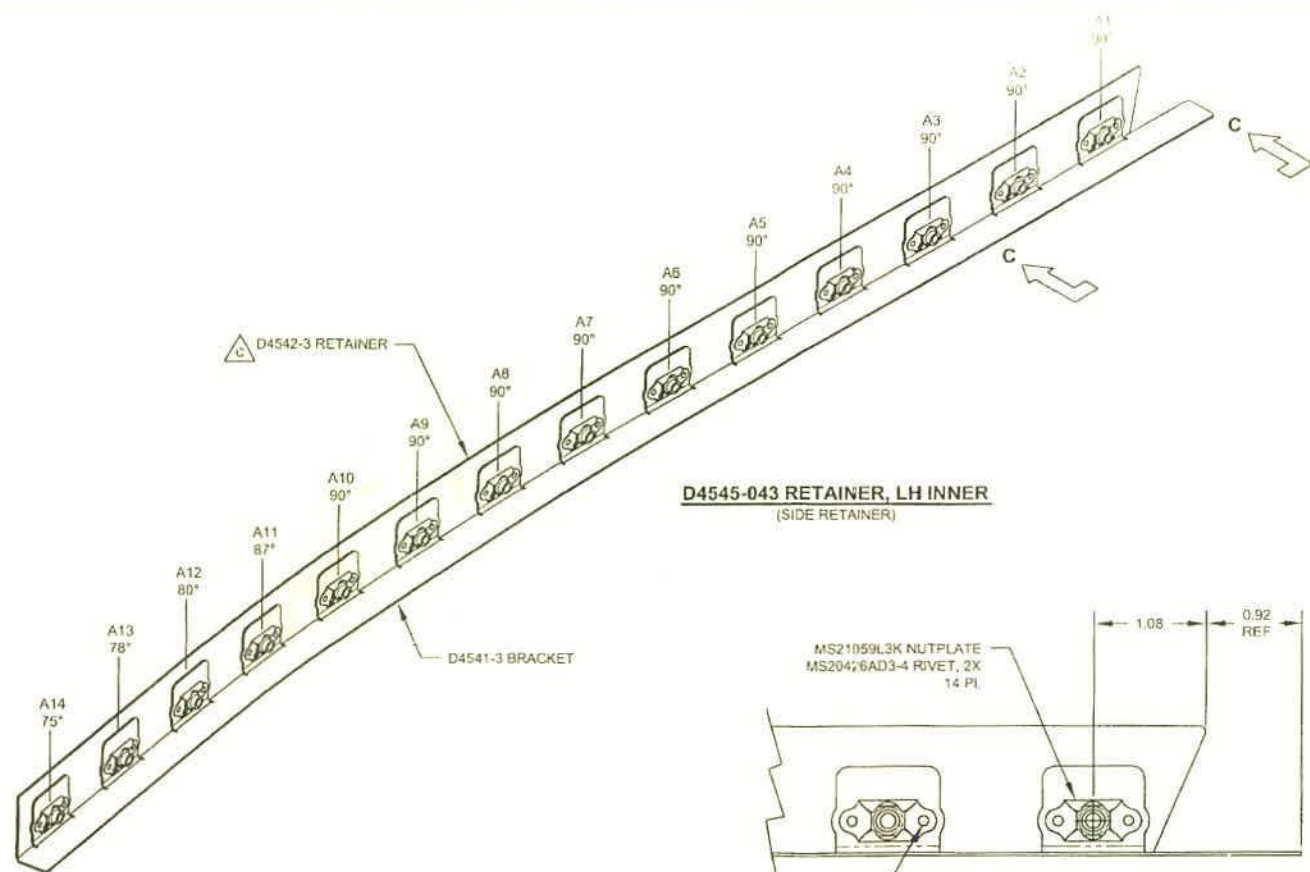 A1
90°
A2
90°
A3
90°
A4
90°
A5
90°
A6
90°
A7
90°
A8
90°
A9
90°
A10
90°
A11
87°
A12
80°
A13
78°
A14
75°
C
C
C D4542-3 RETAINER
D4541-3 BRACKET
D4545-043 RETAINER, LH INNER
(SIDE RETAINER)
MS21059L3K NUTPLATE
MS20426AD3-4 RIVET, 2X
14 PL
1.08
0.92
REF